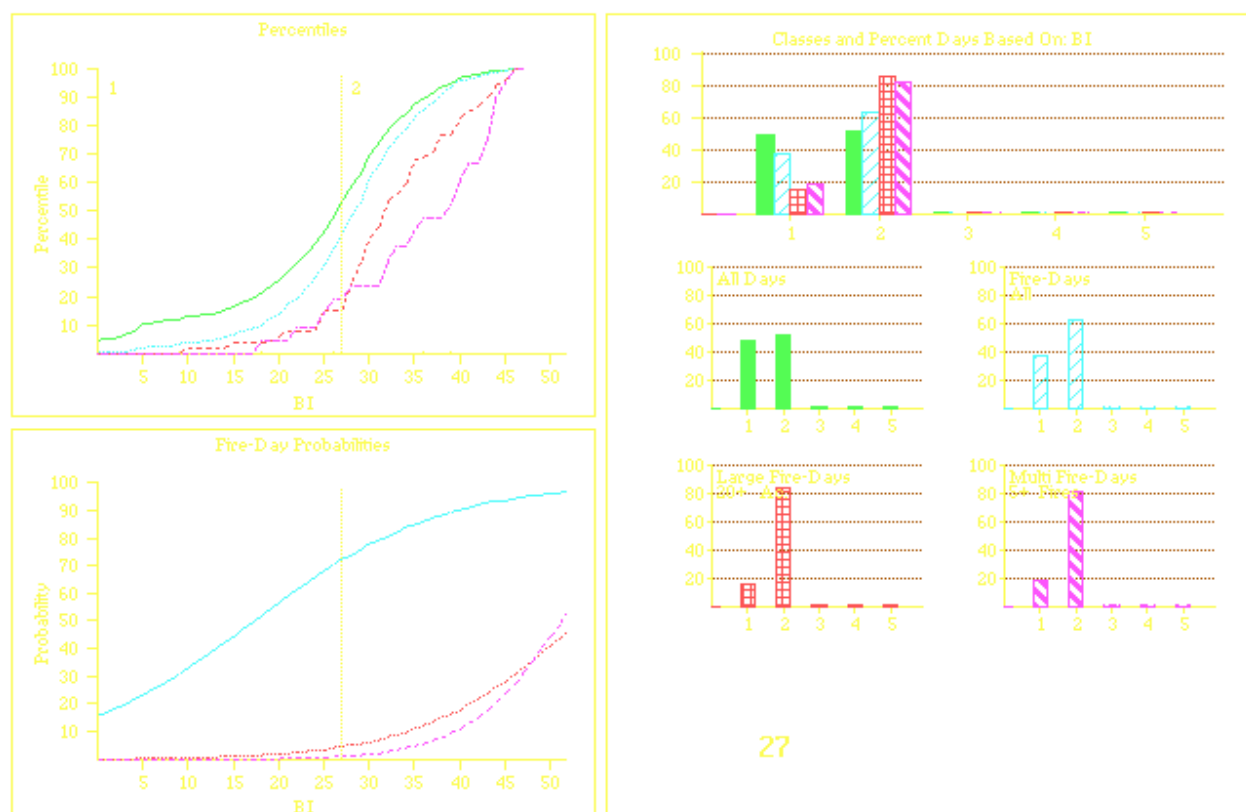 Percentiles
100
90
80
70
60
50
40
30
20
10
Percentile
1
2
5 10 15 20 25 30 35 40 45 50
BI
Fire-Day Probabilities
100
90
80
70
60
50
40
30
20
10
Probability
5 10 15 20 25 30 35 40 45 50
BI
Classes and Percent Days Based On: BI
100
80
60
40
20
1 2 3 4 5
All Days
100
80
60
40
20
1 2 3 4 5
Fire-Days
All
100
80
60
40
20
1 2 3 4 5
Large Fire-Days
100
80
60
40
20
1 2 3 4 5
Multi Fire-Days
5+ Fires
100
80
60
40
20
1 2 3 4 5
27